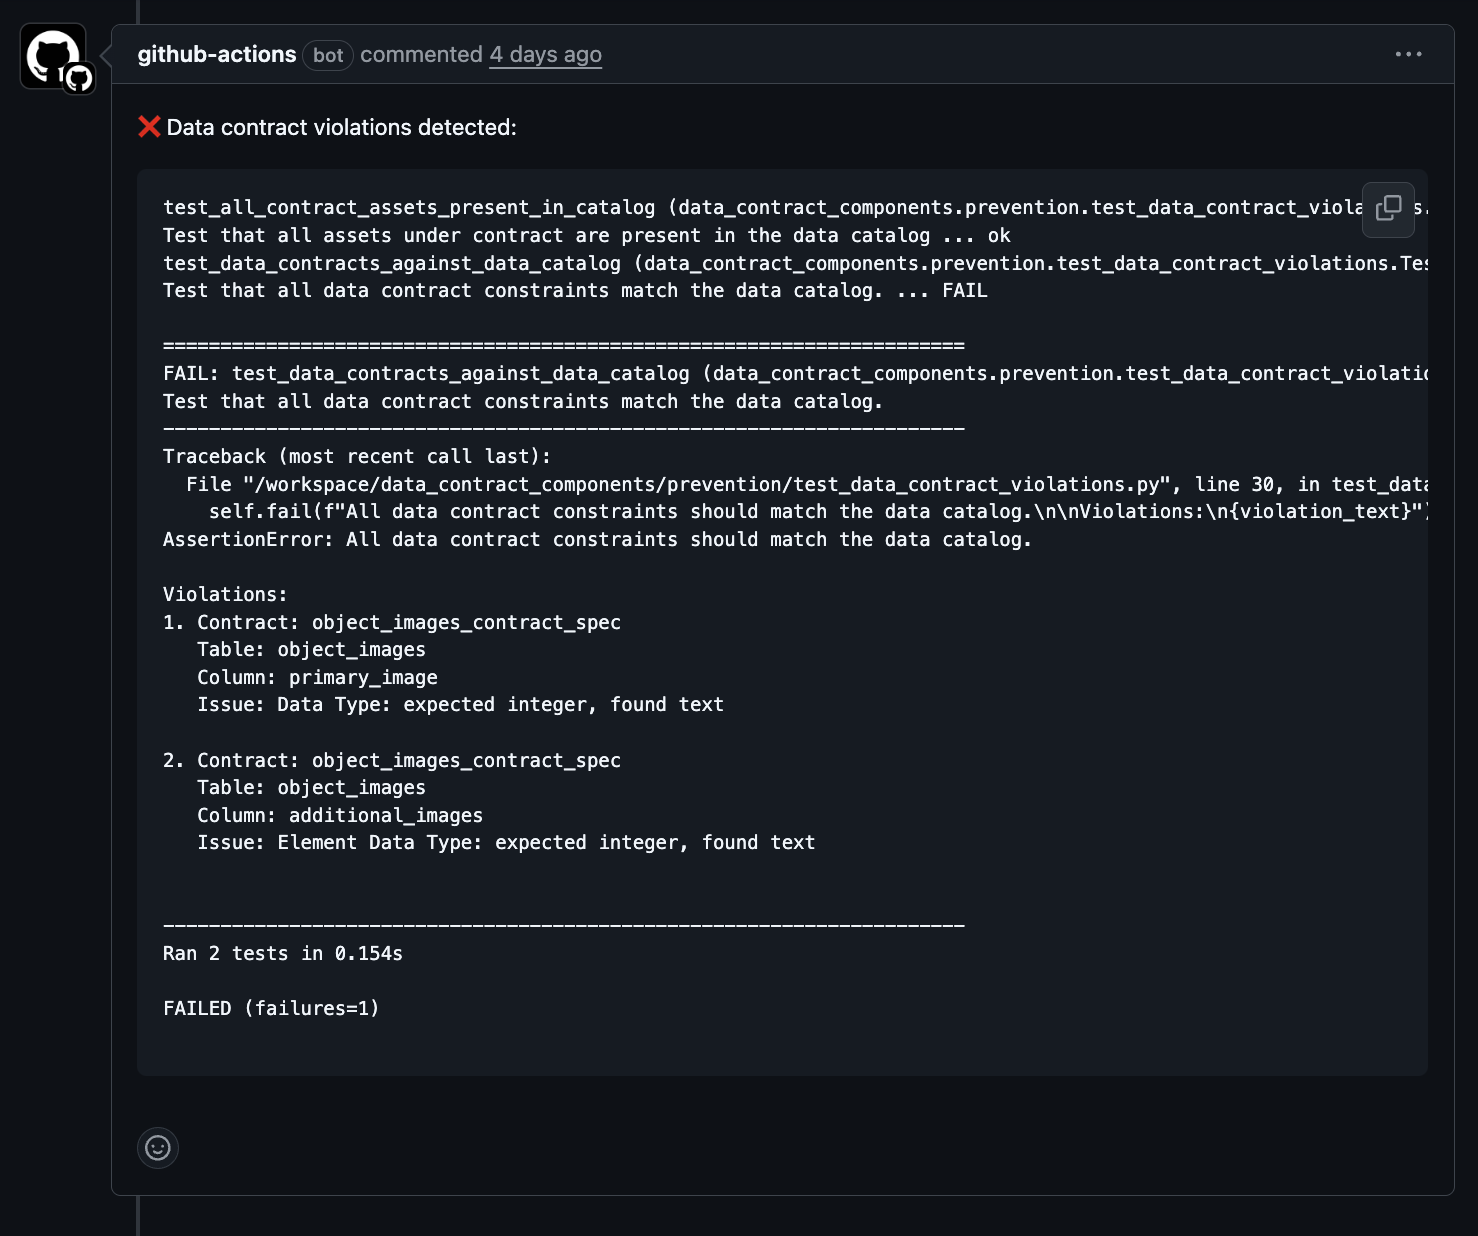 github-actions bot commented 4 days ago
❌ Data contract violations detected:
test_all_contract_assets_present_in_catalog (data_contract_components.prevention.test_data_contract_viola s.
Test that all assets under contract are present in the data catalog ... ok
test_data_contracts_against_data_catalog (data_contract_components.prevention.test_data_contract_violations.Tes
Test that all data contract constraints match the data catalog. ... FAIL
======================================================================
FAIL: test_data_contracts_against_data_catalog (data_contract_components.prevention.test_data_contract_violatio
Test that all data contract constraints match the data catalog.
----------------------------------------------------------------------
Traceback (most recent call last):
  File "/workspace/data_contract_components/prevention/test_data_contract_violations.py", line 30, in test_data
    self.fail(f"All data contract constraints should match the data catalog.\n\nViolations:\n{violation_text}")
AssertionError: All data contract constraints should match the data catalog.
Violations:
1. Contract: object_images_contract_spec
   Table: object_images
   Column: primary_image
   Issue: Data Type: expected integer, found text
2. Contract: object_images_contract_spec
   Table: object_images
   Column: additional_images
   Issue: Element Data Type: expected integer, found text
----------------------------------------------------------------------
Ran 2 tests in 0.154s
FAILED (failures=1)